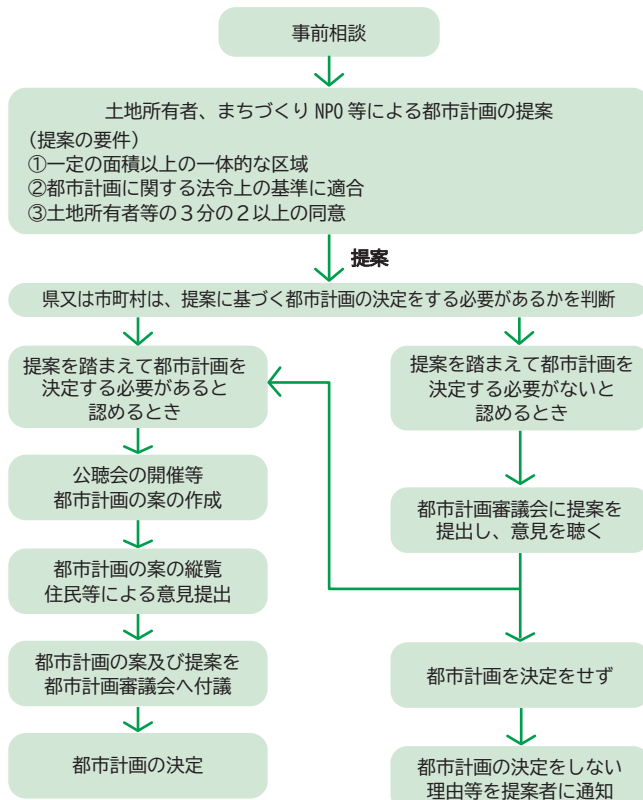 事前相談
土地所有者、まちづくり NPO 等による都市計画の提案
(提案の要件)
①一定の面積以上の一体的な区域
②都市計画に関する法令上の基準に適合
③土地所有者等の３分の２以上の同意
提案
県又は市町村は、提案に基づく都市計画の決定をする必要があるかを判断
提案を踏まえて都市計画を
決定する必要があると
認めるとき
公聴会の開催等
都市計画の案の作成
都市計画の案の縦覧
住民等による意見提出
都市計画の案及び提案を
都市計画審議会へ付議
都市計画の決定
提案を踏まえて都市計画を
決定する必要がないと
認めるとき
都市計画審議会に提案を
提出し、意見を聴く
都市計画を決定をせず
都市計画の決定をしない
理由等を提案者に通知